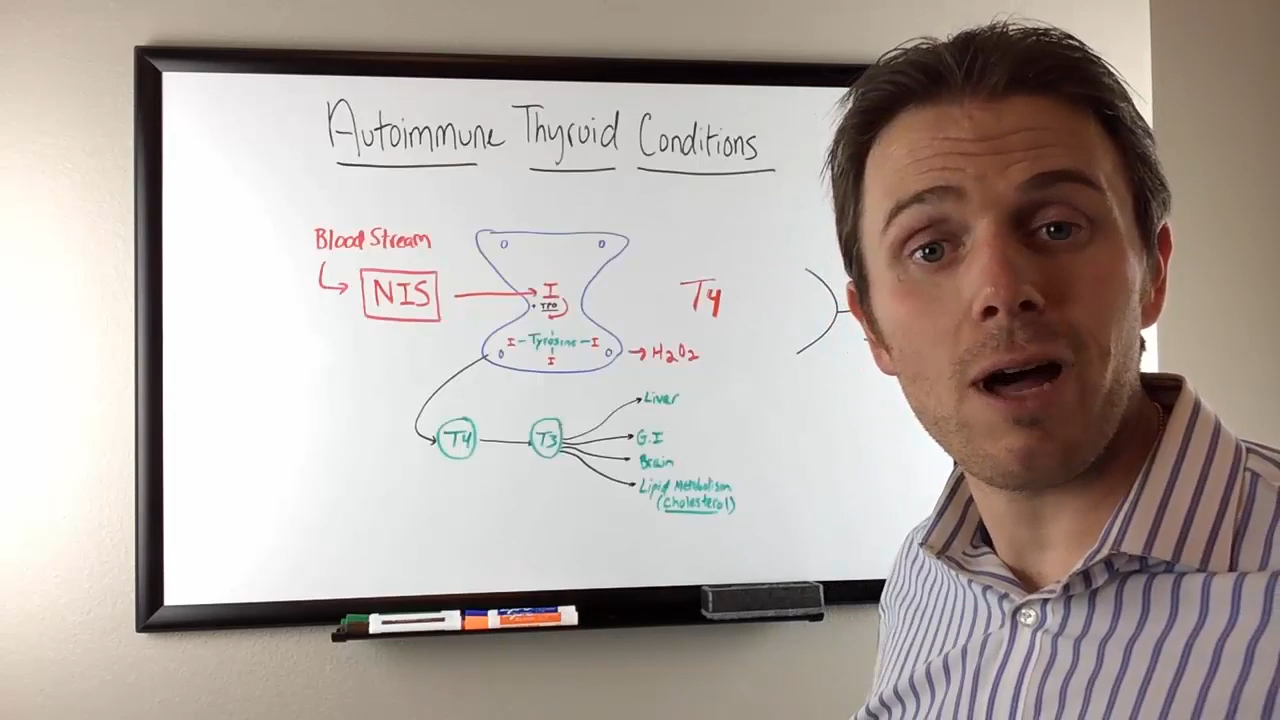 Autoimmune Thyroid Conditions
Blood Stream
NIS
I
+ TPO
T4
I - Tyrosine - I
I
H2O2
T4
T3
Liver
G.I
Brain
Lipid Metabolism
(cholesterol)